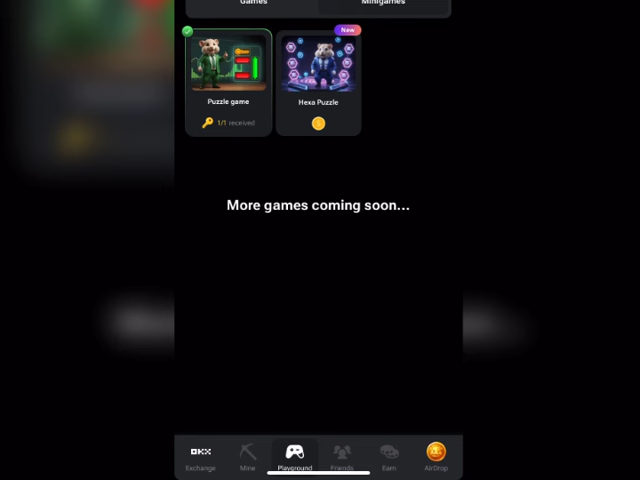 Games Minigames
New
Puzzle game Hexa Puzzle
1/1 received
More games coming soon...
OKX
Exchange Mine Playground Friends Earn AirDrop